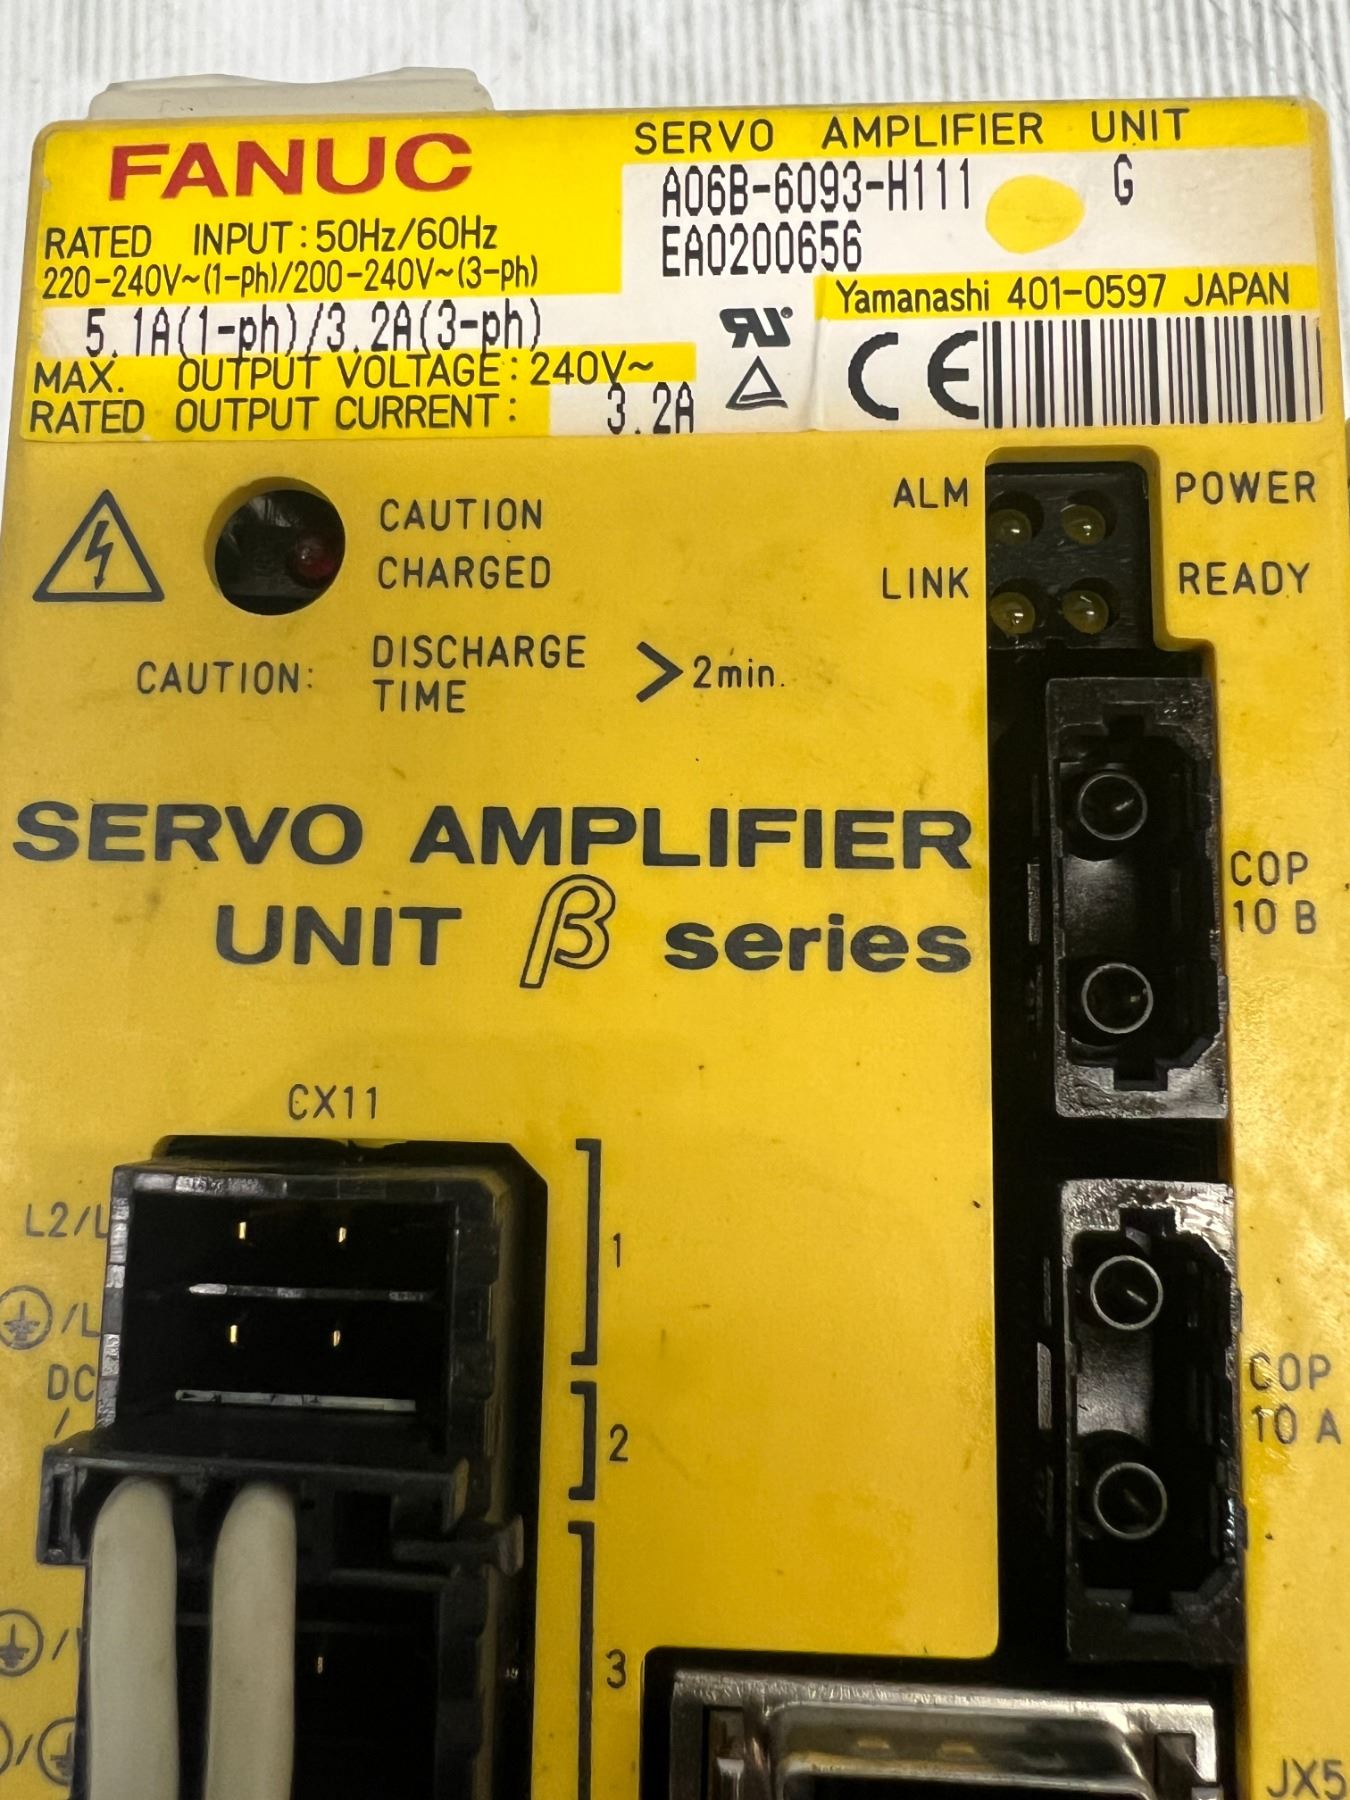 FANUC
SERVO AMPLIFIER UNIT
A06B-6093-H111 G
EA0200656
RATED INPUT:50Hz/60Hz
220-240V~(1-ph)/200-240V~(3-ph)
5.1A(1-ph)/3.2A(3-ph)
MAX. OUTPUT VOLTAGE:240V~
RATED OUTPUT CURRENT: 3.2A
Yamanashi 401-0597 JAPAN
CE
CAUTION
CHARGED
ALM
POWER
LINK
READY
CAUTION:
DISCHARGE
TIME
>2min.
SERVO AMPLIFIER
UNIT β series
COP
10 B
CX11
L2/L
1
/L
DC
/
2
COP
10 A
3
JX5